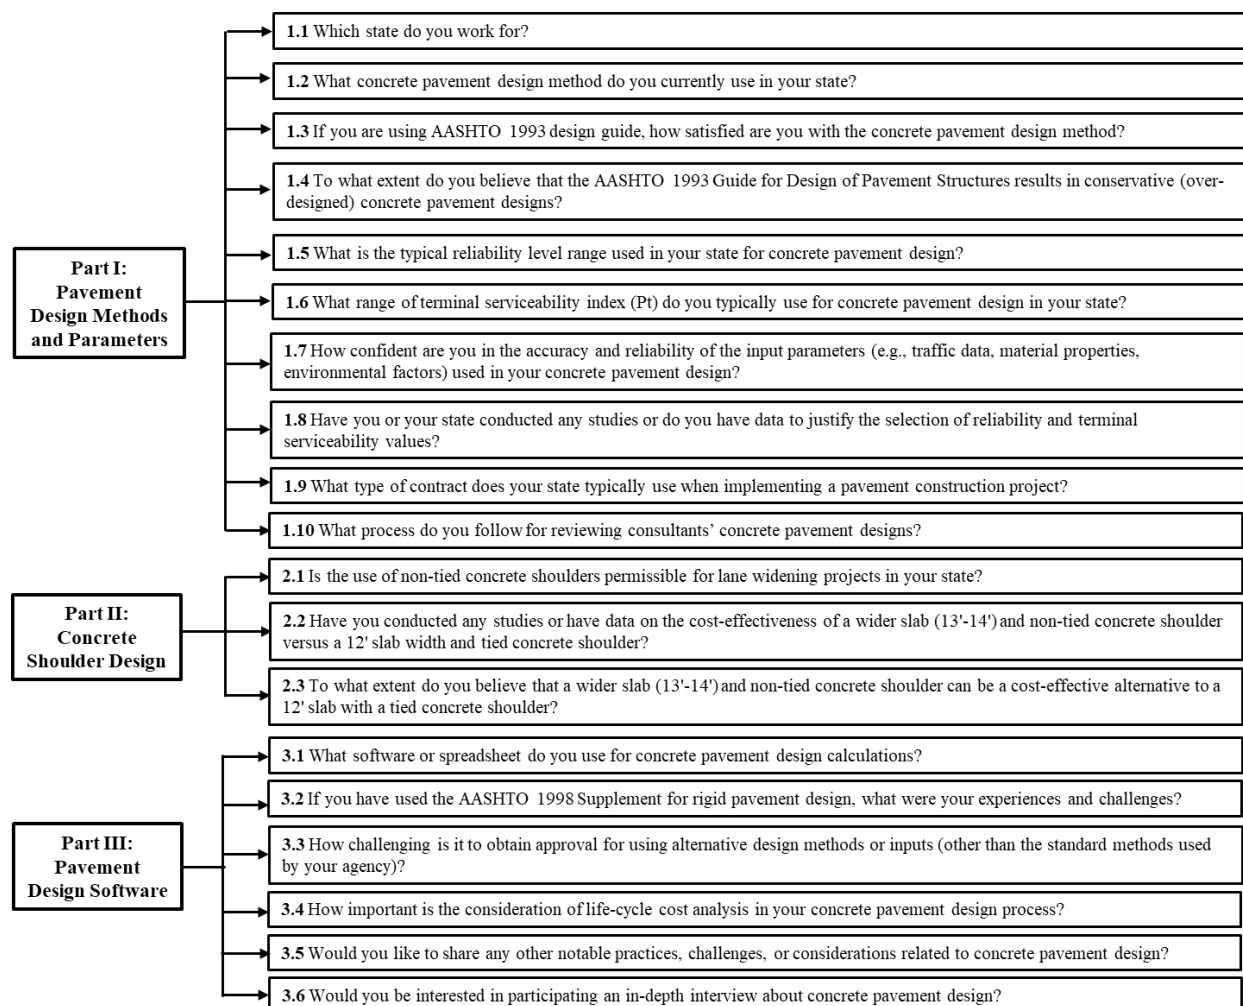 1.1 Which state do you work for?
1.2 What concrete pavement design method do you currently use in your state?
1.3 If you are using AASHTO 1993 design guide, how satisfied are you with the concrete pavement design method?
1.4 To what extent do you believe that the AASHTO 1993 Guide for Design of Pavement Structures results in conservative (over-
designed) concrete pavement designs?
1.5 What is the typical reliability level range used in your state for concrete pavement design?
Part I:
Pavement
Design Methods
and Parameters
1.6 What range of terminal serviceability index (Pt) do you typically use for concrete pavement design in your state?
1.7 How confident are you in the accuracy and reliability of the input parameters (e.g., traffic data, material properties,
environmental factors) used in your concrete pavement design?
1.8 Have you or your state conducted any studies or do you have data to justify the selection of reliability and terminal
serviceability values?
1.9 What type of contract does your state typically use when implementing a pavement construction project?
1.10 What process do you follow for reviewing consultants' concrete pavement designs?
Part II:
Concrete
Shoulder Design
2.1 Is the use of non-tied concrete shoulders permissible for lane widening projects in your state?
2.2 Have you conducted any studies or have data on the cost-effectiveness of a wider slab (13'-14') and non-tied concrete shoulder
versus a 12' slab width and tied concrete shoulder?
2.3 To what extent do you believe that a wider slab (13'-14') and non-tied concrete shoulder can be a cost-effective alternative to a
12' slab with a tied concrete shoulder?
Part III:
Pavement
Design Software
3.1 What software or spreadsheet do you use for concrete pavement design calculations?
3.2 If you have used the AASHTO 1998 Supplement for rigid pavement design, what were your experiences and challenges?
3.3 How challenging is it to obtain approval for using alternative design methods or inputs (other than the standard methods used
by your agency)?
3.4 How important is the consideration of life-cycle cost analysis in your concrete pavement design process?
3.5 Would you like to share any other notable practices, challenges, or considerations related to concrete pavement design?
3.6 Would you be interested in participating an in-depth interview about concrete pavement design?